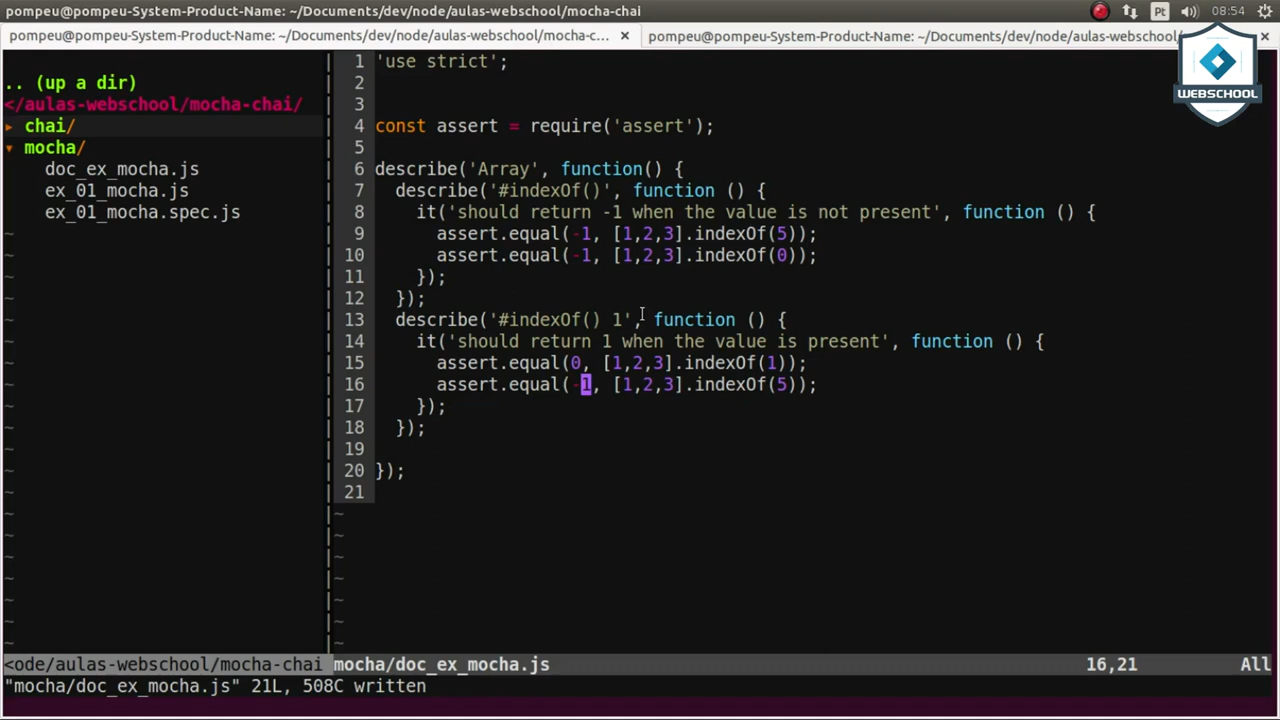 pompeu@pompeu-System-Product-Name: ~/Documents/dev/node/aulas-webschool/mocha-chai
Pt
08:54
pompeu@pompeu-System-Product-Name: ~/Documents/dev/node/aulas-webschool/mocha-c...
pompeu@pompeu-System-Product-Name: ~/Documents/dev/node/aulas-webschool/
WEBSCHOOL
.. (up a dir)
</aulas-webschool/mocha-chai/
▸ chai/
▾ mocha/
doc_ex_mocha.js
ex_01_mocha.js
ex_01_mocha.spec.js
1 'use strict';
2
3
4 const assert = require('assert');
5
6 describe('Array', function() {
7   describe('#indexOf()', function () {
8     it('should return -1 when the value is not present', function () {
9       assert.equal(-1, [1,2,3].indexOf(5));
10       assert.equal(-1, [1,2,3].indexOf(0));
11     });
12   });
13   describe('#indexOf() 1', function () {
14     it('should return 1 when the value is present', function () {
15       assert.equal(0, [1,2,3].indexOf(1));
16       assert.equal(-1, [1,2,3].indexOf(5));
17     });
18   });
19
20 });
21
<ode/aulas-webschool/mocha-chai mocha/doc_ex_mocha.js 16,21 All
"mocha/doc_ex_mocha.js" 21L, 508C written